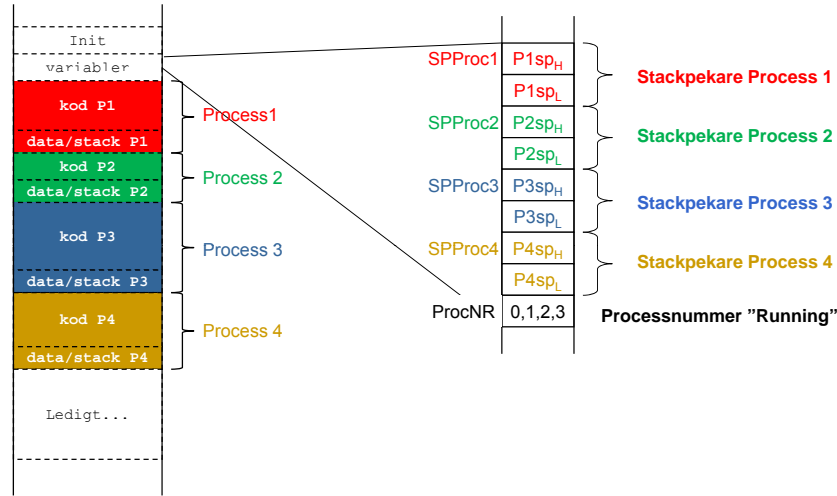 Init
variabler
kod P1
data/stack P1
kod P2
data/stack P2
kod P3
data/stack P3
kod P4
data/stack P4
Ledigt...
Process1
Process 2
Process 3
Process 4
SPProc1 P1spH Stackpekare Process 1
P1spL
SPProc2 P2spH Stackpekare Process 2
P2spL
SPProc3 P3spH Stackpekare Process 3
P3spL
SPProc4 P4spH Stackpekare Process 4
P4spL
ProcNR 0,1,2,3 Processnummer ”Running”